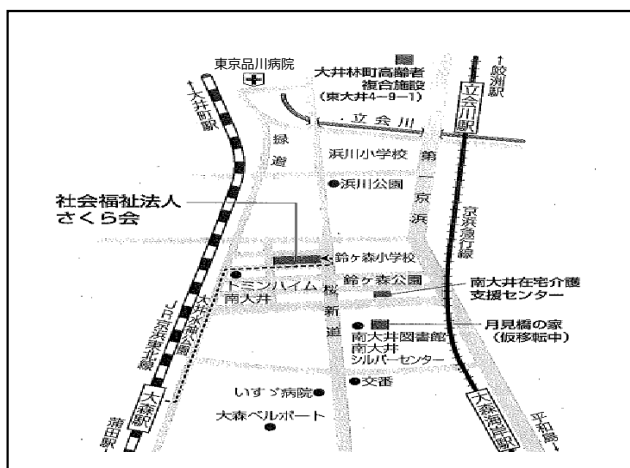 東京品川病院
大井林町高齢者
複合施設
(東大井4-9-1)
↑鮫洲駅
立会川駅
←大井町駅
立会川
緑道
浜川小学校
第一京浜
浜川公園
京浜急行線
社会福祉法人
さくら会
鈴ヶ森小学校
鈴ヶ森公園
南大井在宅介護
支援センター
トミンハイム
南大井
桜新道
大井水神公園
JR京浜東北線
月見橋の家
(仮移転中)
南大井図書館
南大井
シルバーセンター
交番
いすゞ病院
大森ベルポート
大森駅
蒲田駅
大森海岸駅
平和島